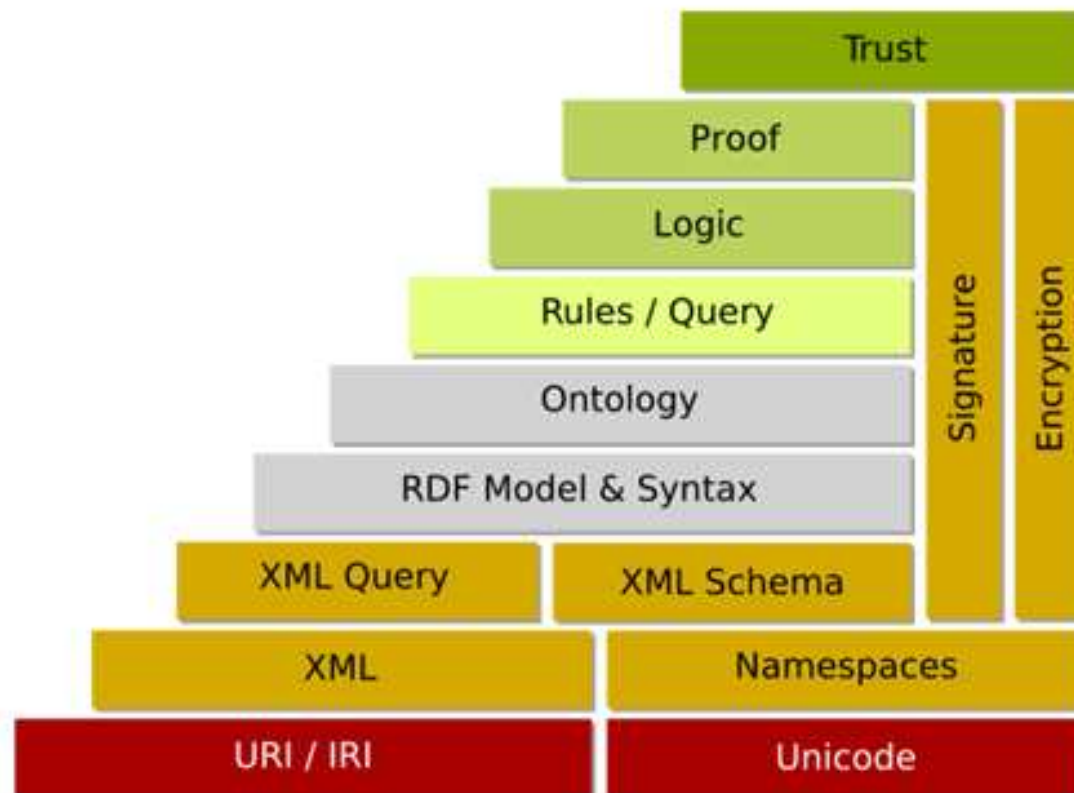 Trust
Proof
Logic
Rules / Query
Ontology
RDF Model & Syntax
XML Query
XML Schema
Signature
Encryption
XML
Namespaces
URI / IRI
Unicode